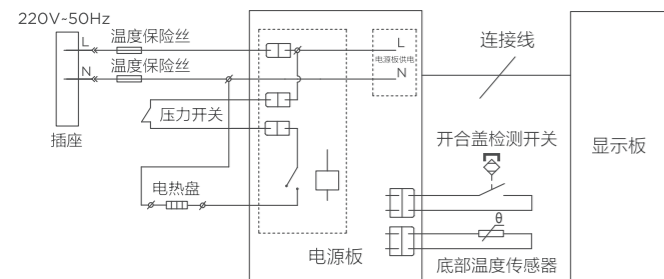 220V~50Hz
L
温度保险丝
N
温度保险丝
插座
压力开关
电热盘
L
电源板供电
N
电源板
连接线
开合盖检测开关
θ
底部温度传感器
显示板